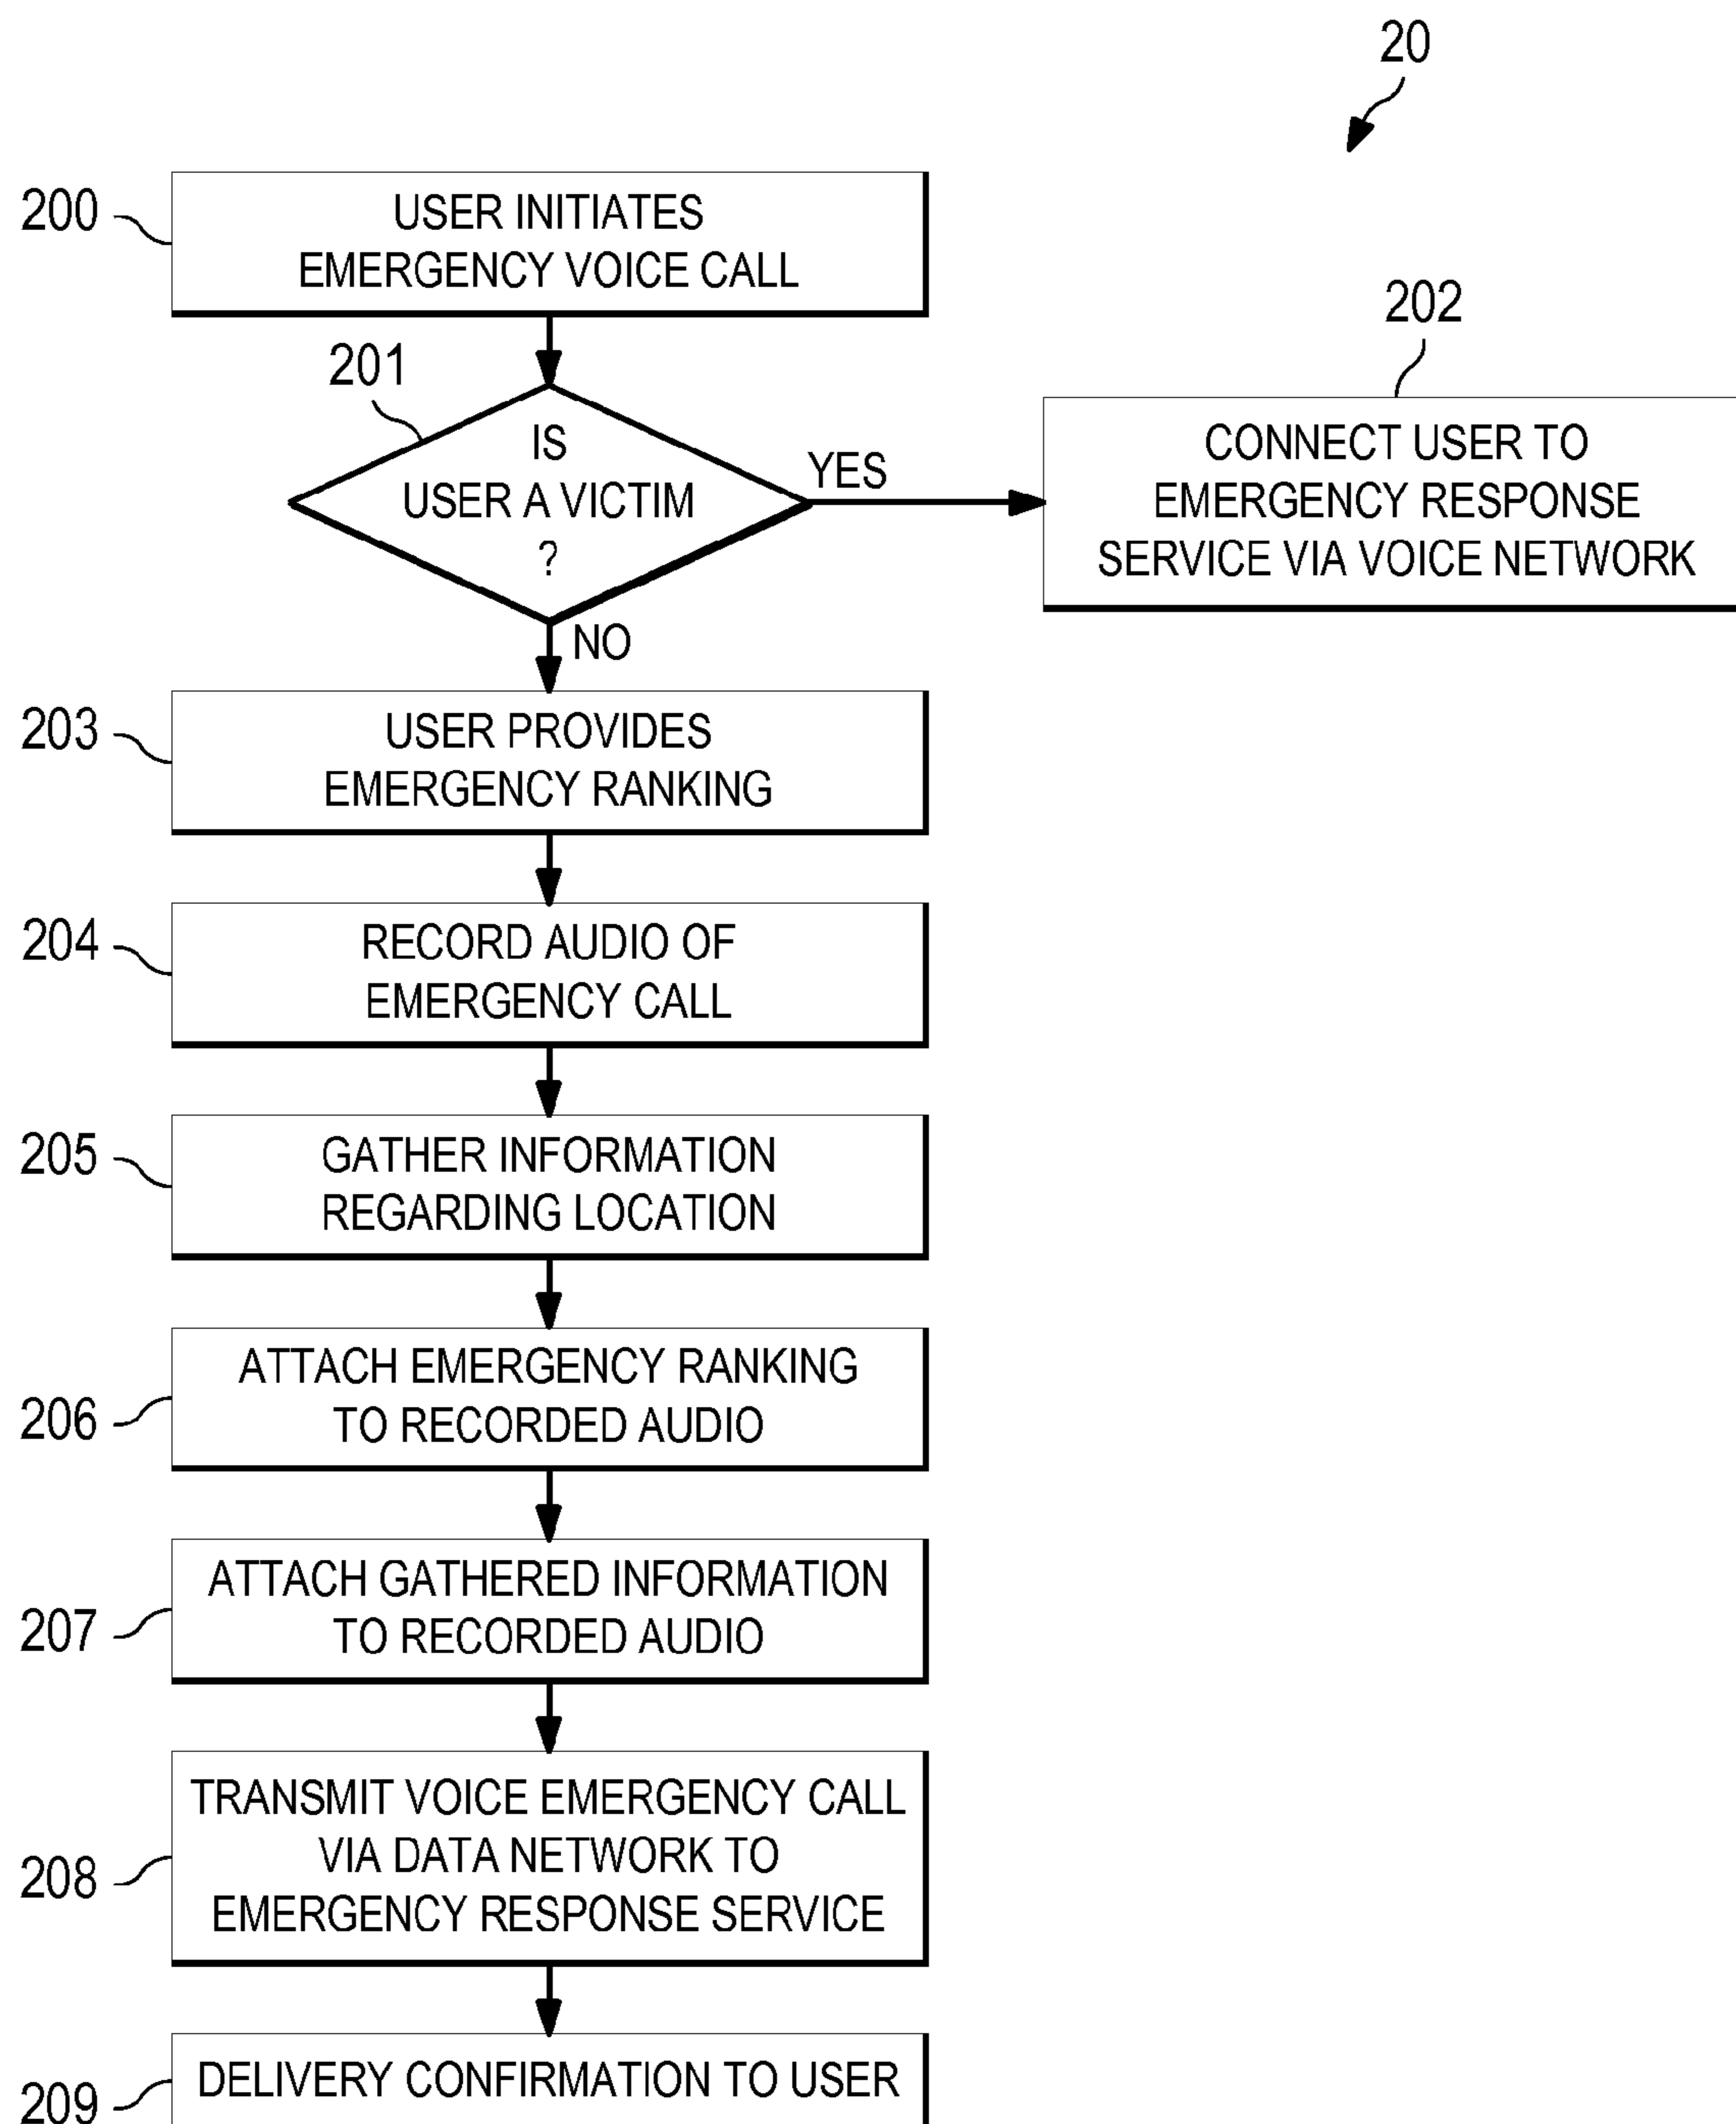 20
200
USER INITIATES
EMERGENCY VOICE CALL
201
IS
USER A VICTIM
?
YES
202
CONNECT USER TO
EMERGENCY RESPONSE
SERVICE VIA VOICE NETWORK
NO
203
USER PROVIDES
EMERGENCY RANKING
204
RECORD AUDIO OF
EMERGENCY CALL
205
GATHER INFORMATION
REGARDING LOCATION
206
ATTACH EMERGENCY RANKING
TO RECORDED AUDIO
207
ATTACH GATHERED INFORMATION
TO RECORDED AUDIO
208
TRANSMIT VOICE EMERGENCY CALL
VIA DATA NETWORK TO
EMERGENCY RESPONSE SERVICE
209
DELIVERY CONFIRMATION TO USER